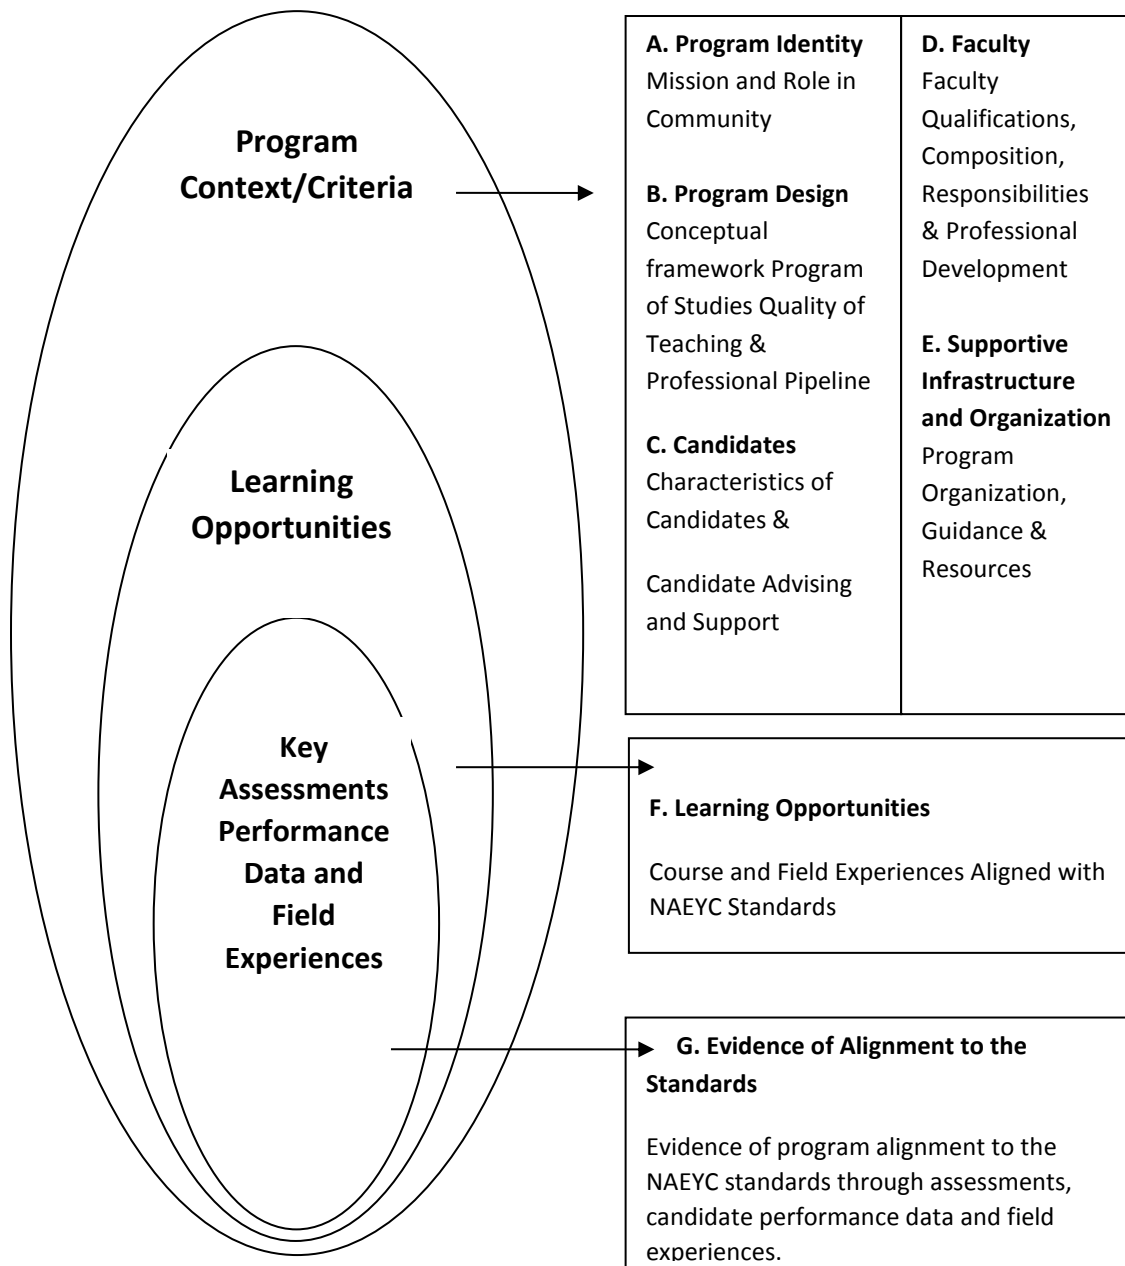 Program
Context/Criteria
Learning
Opportunities
Key
Assessments
Performance
Data and
Field
Experiences
A. Program Identity
Mission and Role in
Community
B. Program Design
Conceptual
framework Program
of Studies Quality of
Teaching &
Professional Pipeline
C. Candidates
Characteristics of
Candidates &
Candidate Advising
and Support
D. Faculty
Faculty
Qualifications,
Composition,
Responsibilities
& Professional
Development
E. Supportive
Infrastructure
and Organization
Program
Organization,
Guidance &
Resources
F. Learning Opportunities
Course and Field Experiences Aligned with
NAEYC Standards
G. Evidence of Alignment to the
Standards
Evidence of program alignment to the
NAEYC standards through assessments,
candidate performance data and field
experiences.